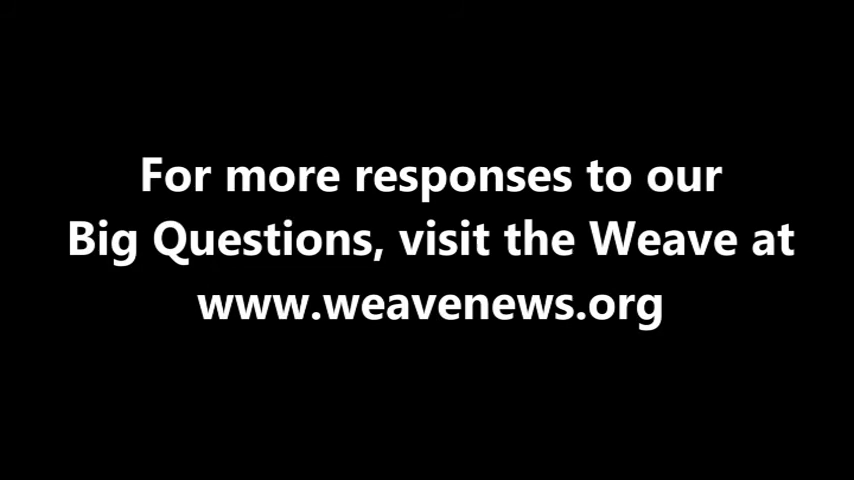 For more responses to our
Big Questions, visit the Weave at
www.weavenews.org